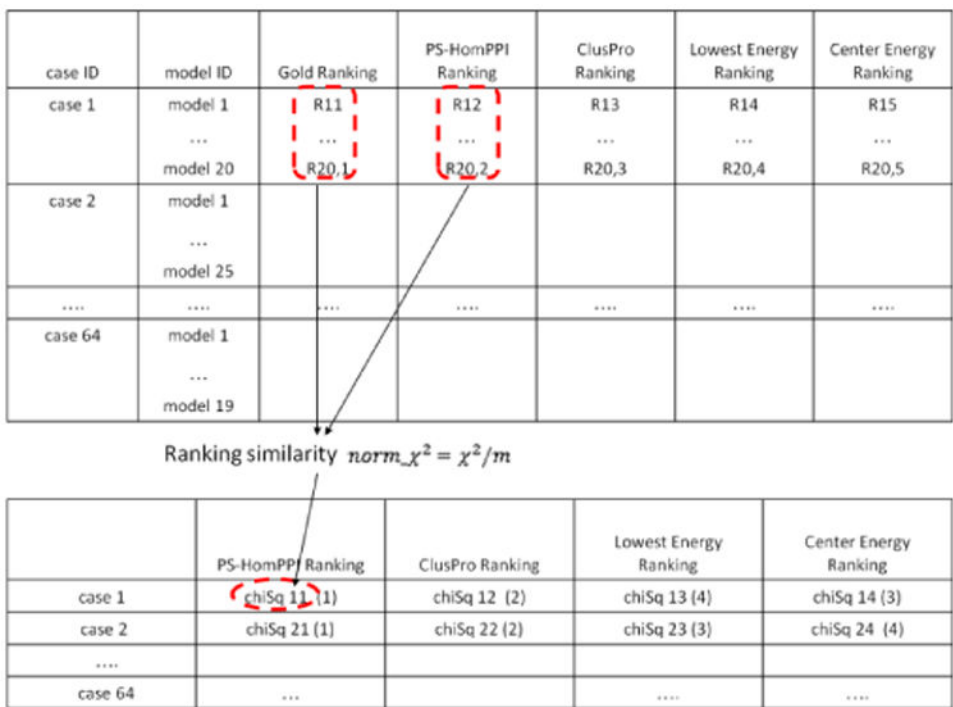 case ID model ID Gold Ranking PS-HomPPI Ranking ClusPro Ranking Lowest Energy Ranking Center Energy Ranking
case 1 model 1 R11 R12 R13 R14 R15
... ...  ...
model 20 R20,1 R20,2 R20,3 R20,4 R20,5
case 2 model 1
...
model 25
.... .... .... .... .... .... ....
case 64 model 1
...
model 19
Ranking similarity norm_χ² = χ²/m
PS-HomPPI Ranking ClusPro Ranking Lowest Energy Ranking Center Energy Ranking
case 1 chiSq 11 (1) chiSq 12 (2) chiSq 13 (4) chiSq 14 (3)
case 2 chiSq 21 (1) chiSq 22 (2) chiSq 23 (3) chiSq 24 (4)
....
case 64 ... .... ....